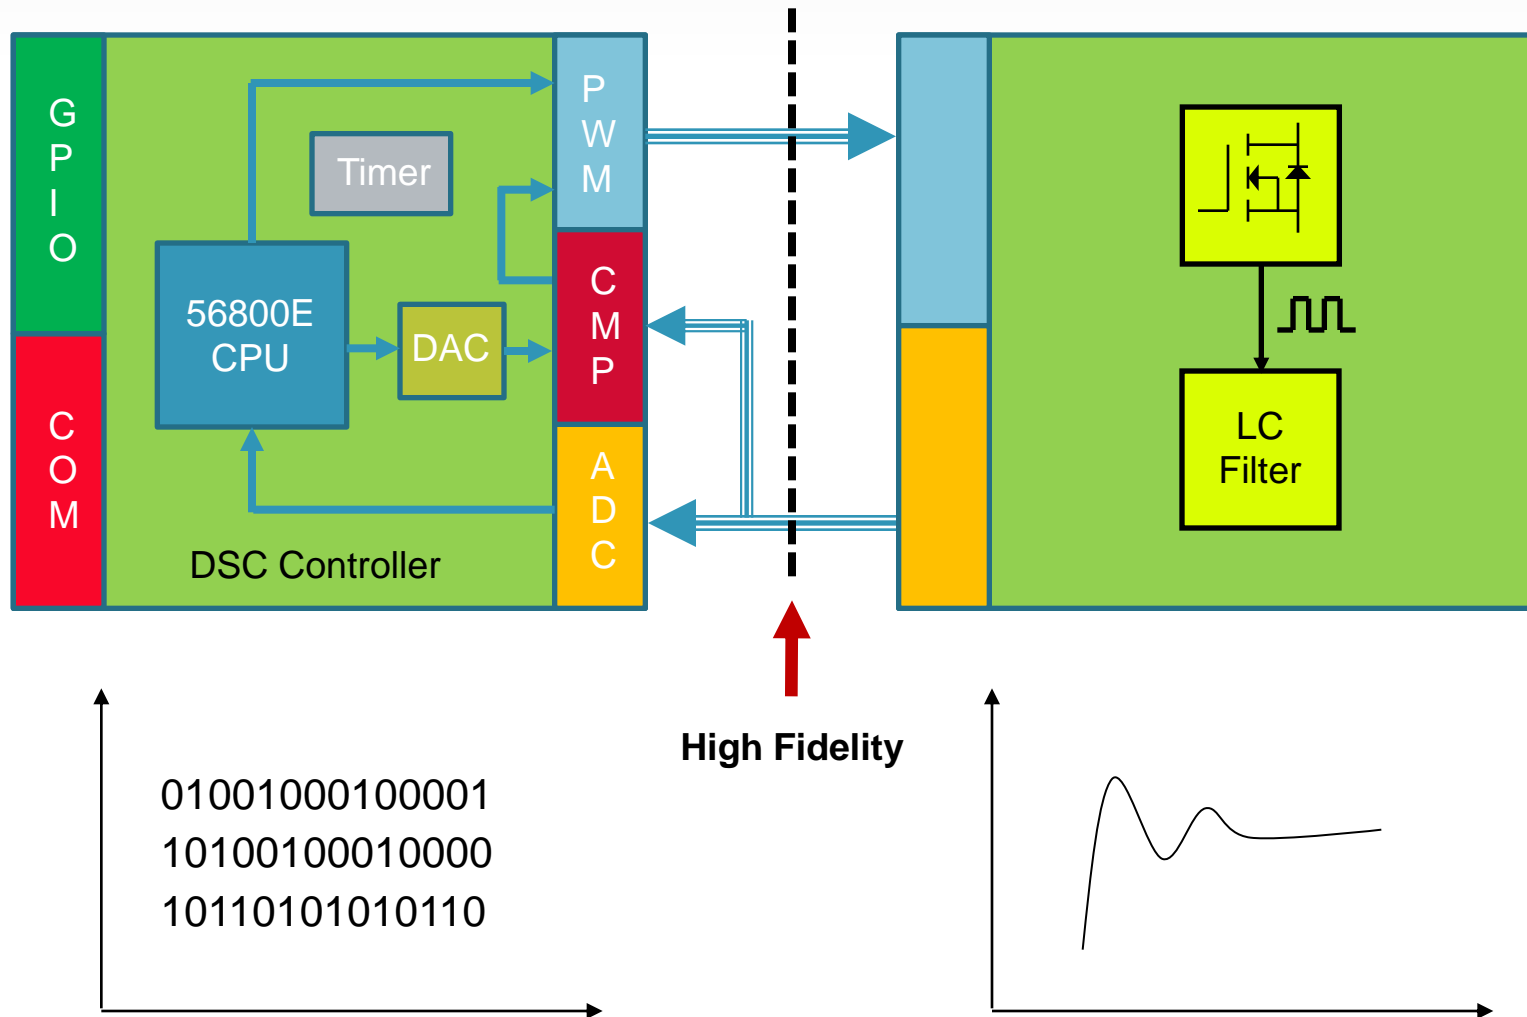 GPIO
COM
Timer
56800E
CPU
DAC
DSC Controller
PWM
CMP
ADC
LC
Filter
High Fidelity
01001000100001
10100100010000
10110101010110